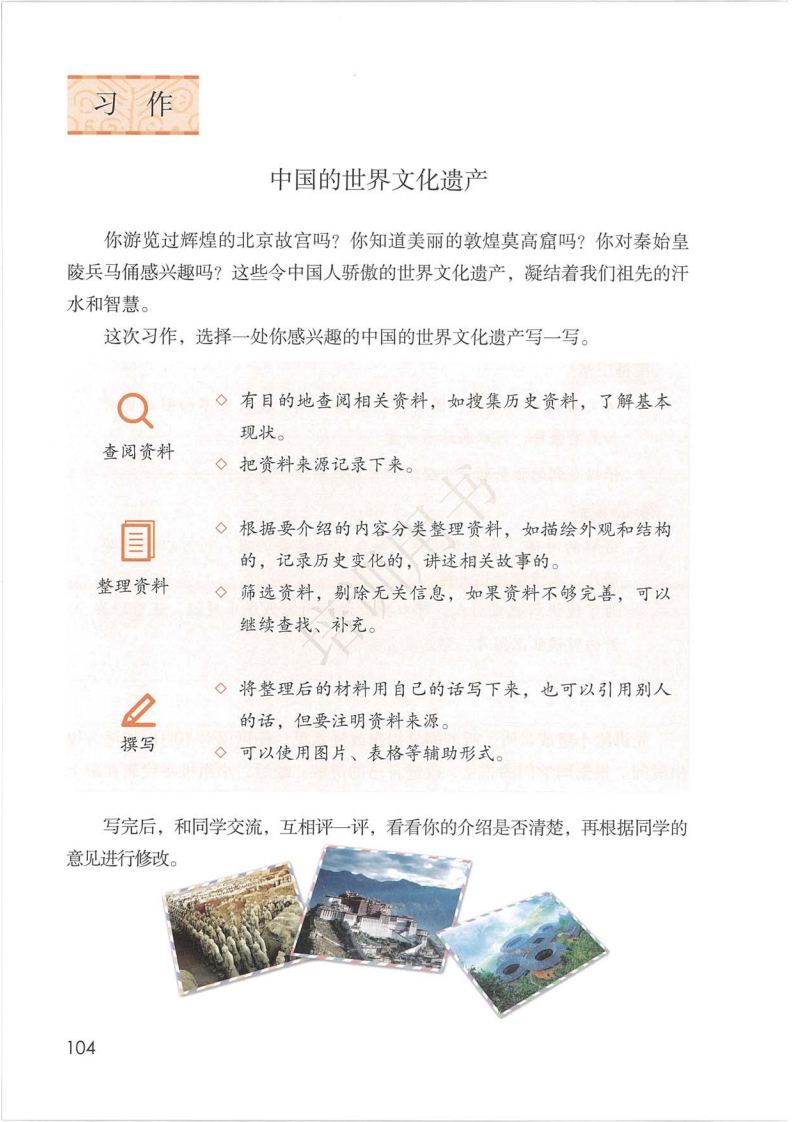 习 作
中国的世界文化遗产
你游览过辉煌的北京故宫吗？你知道美丽的敦煌莫高窟吗？你对秦始皇
陵兵马俑感兴趣吗？这些令中国人骄傲的世界文化遗产，凝结着我们祖先的汗
水和智慧。
这次习作，选择一处你感兴趣的中国的世界文化遗产写一写。
查阅资料
◇ 有目的地查阅相关资料，如搜集历史资料，了解基本
现状。
◇ 把资料来源记录下来。
整理资料
◇ 根据要介绍的内容分类整理资料，如描绘外观和结构
的，记录历史变化的，讲述相关故事的。
◇ 筛选资料，剔除无关信息，如果资料不够完善，可以
继续查找、补充。
撰写
◇ 将整理后的材料用自己的话写下来，也可以引用别人
的话，但要注明资料来源。
◇ 可以使用图片、表格等辅助形式。
写完后，和同学交流，互相评一评，看看你的介绍是否清楚，再根据同学的
意见进行修改。
104
培训用书